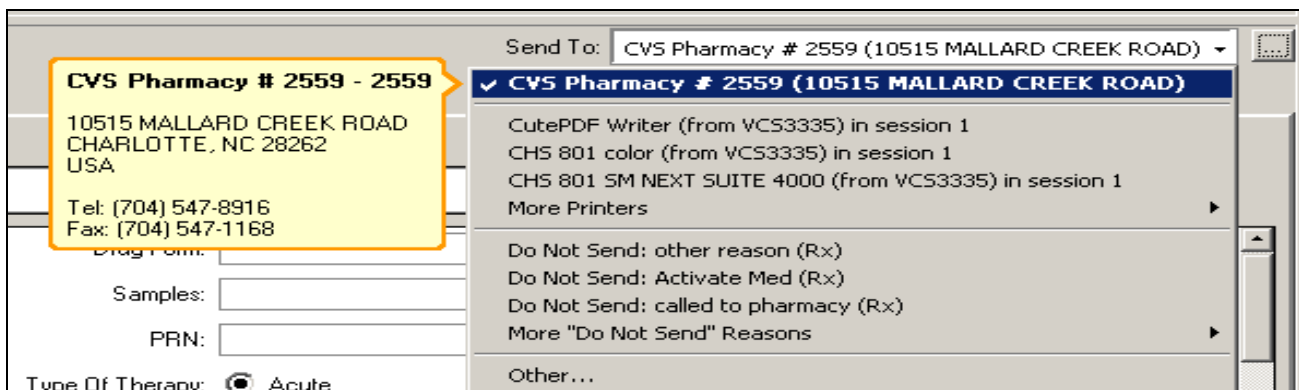 Send To: CVS Pharmacy # 2559 (10515 MALLARD CREEK ROAD)
...
CVS Pharmacy # 2559 - 2559
10515 MALLARD CREEK ROAD
CHARLOTTE, NC 28262
USA
Tel: (704) 547-8916
Fax: (704) 547-1168
CVS Pharmacy # 2559 (10515 MALLARD CREEK ROAD)
CutePDF Writer (from VCS3335) in session 1
CHS 801 color (from VCS3335) in session 1
CHS 801 SM NEXT SUITE 4000 (from VCS3335) in session 1
More Printers
Do Not Send: other reason (Rx)
Do Not Send: Activate Med (Rx)
Do Not Send: called to pharmacy (Rx)
More "Do Not Send" Reasons
Other...
Drug Form:
Samples:
PRN:
Type Of Therapy: Acute